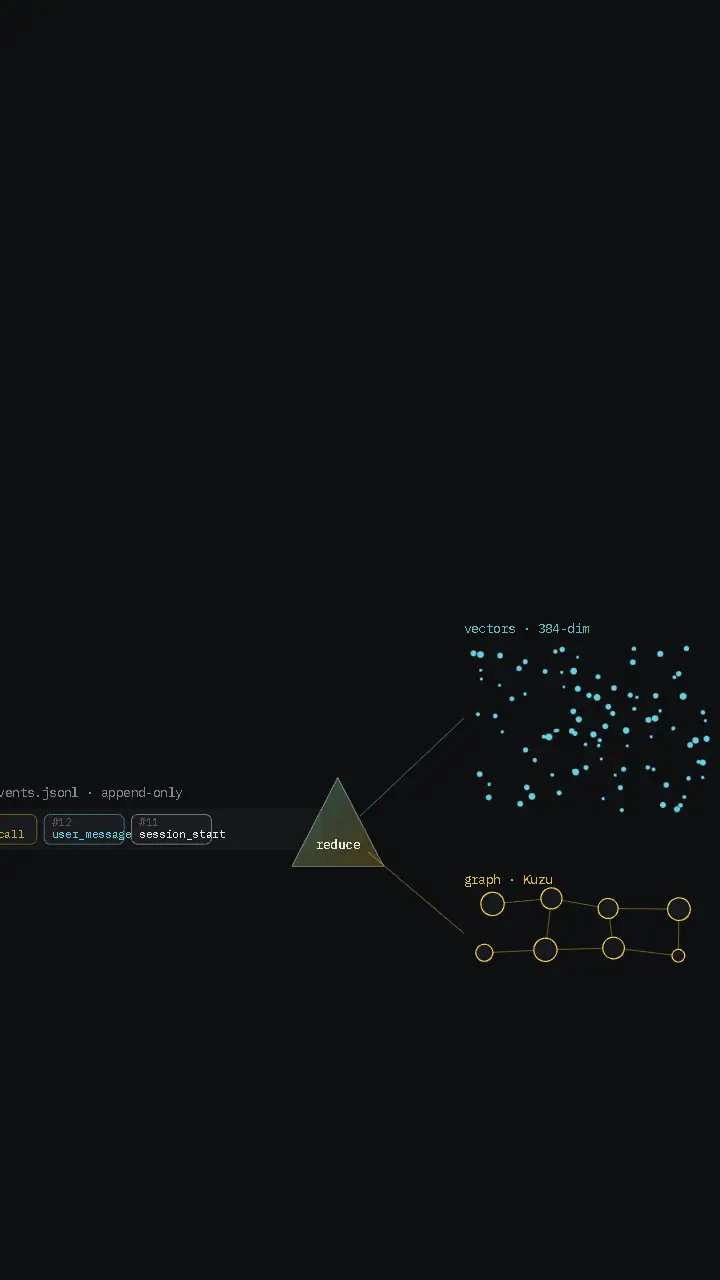 vectors · 384-dim
vents.jsonl · append-only
call
#12
user_message
#11
session_start
reduce
graph · Kuzu